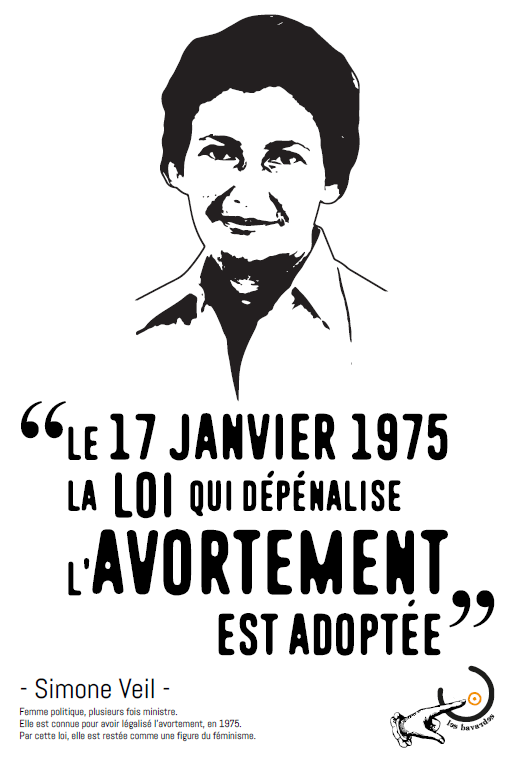 “LE 17 JANVIER 1975
LA LOI QUI DÉPÉNALISE
L'AVORTEMENT
EST ADOPTÉE”
- Simone Veil -
Femme politique, plusieurs fois ministre.
Elle est connue pour avoir légalisé l'avortement, en 1975.
Par cette loi, elle est restée comme une figure du féminisme.
les bavardes